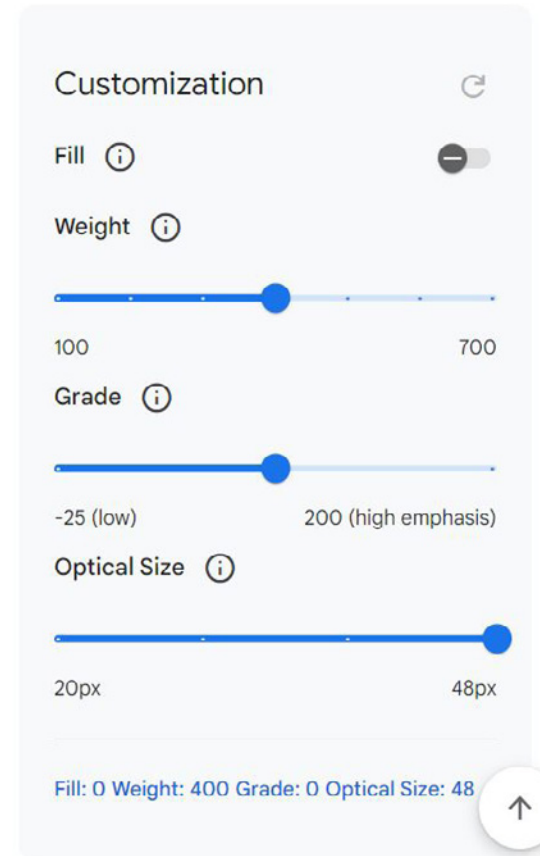 Customization
Fill
Weight
100 700
Grade
-25 (low) 200 (high emphasis)
Optical Size
20px 48px
Fill: 0 Weight: 400 Grade: 0 Optical Size: 48